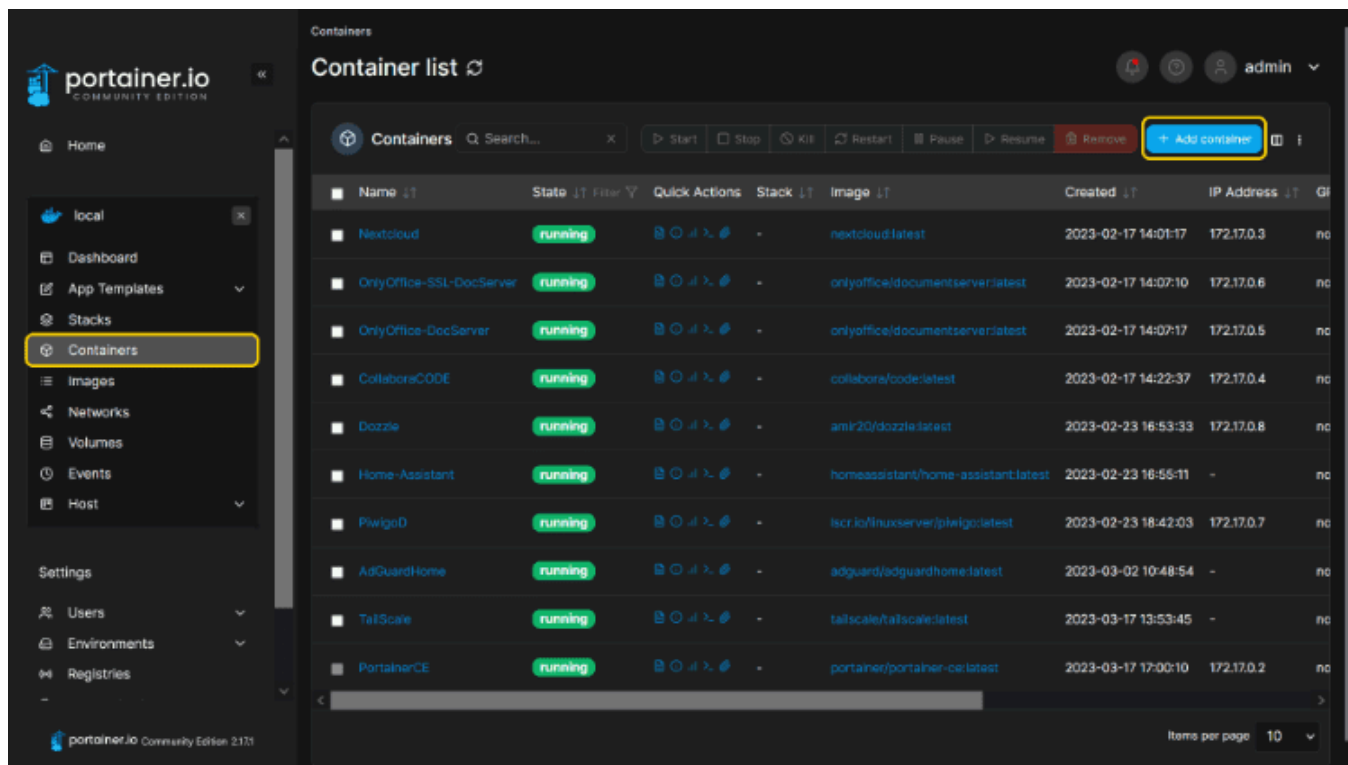 Containers
Container list
admin
portainer.io
COMMUNITY EDITION
Home
local
Dashboard
App Templates
Stacks
Containers
Images
Networks
Volumes
Events
Host
Settings
Users
Environments
Registries
portainer.io Community Edition 2.17.1
Containers Search... Start Stop Kill Restart Pause Resume Remove + Add container
Name State Filter Quick Actions Stack Image Created IP Address
Nextcloud running - nextcloud:latest 2023-02-17 14:01:17 172.17.0.3
OnlyOffice-SSL-DocServer running - onlyoffice/documentserver:latest 2023-02-17 14:07:10 172.17.0.6
OnlyOffice-DocServer running - onlyoffice/documentserver:latest 2023-02-17 14:07:17 172.17.0.5
CollaboraCODE running - collabora/code:latest 2023-02-17 14:22:37 172.17.0.4
Dozzle running - amir20/dozzle:latest 2023-02-23 16:53:33 172.17.0.8
Home-Assistant running - homeassistant/home-assistant:latest 2023-02-23 16:55:11 -
PiwigoD running - lscr.io/linuxserver/piwigo:latest 2023-02-23 18:42:03 172.17.0.7
AdGuardHome running - adguard/adguardhome:latest 2023-03-02 10:48:54 -
TailScale running - tailscale/tailscale:latest 2023-03-17 13:53:45 -
PortainerCE running - portainer/portainer-ce:latest 2023-03-17 17:00:10 172.17.0.2
Items per page 10